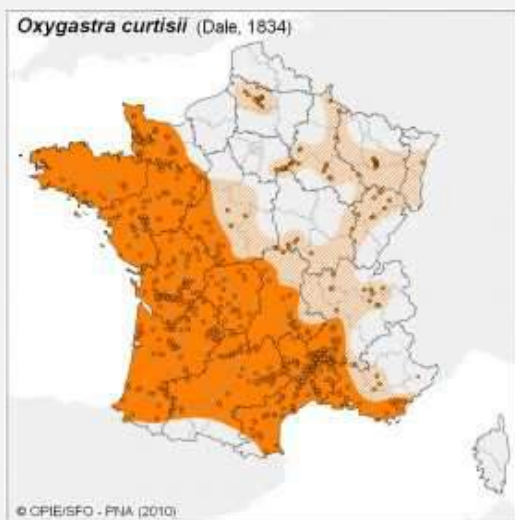 Oxygastra curtisii (Dale, 1834)
© OPIE/SFO - PNA (2010)